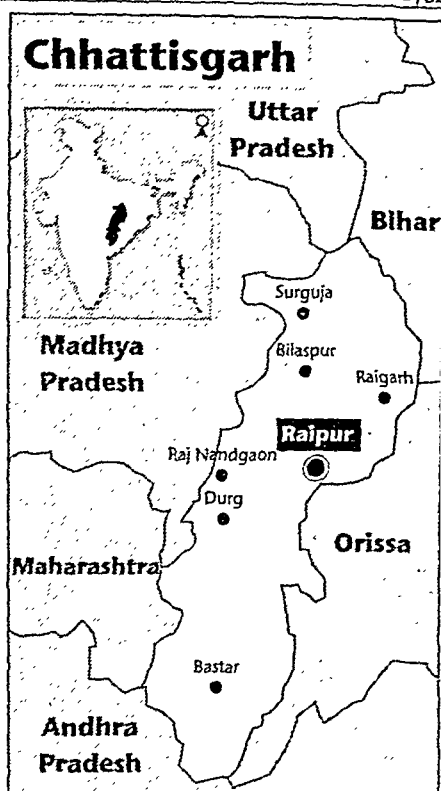 Chhattisgarh
Uttar
Pradesh
Bihar
Surguja
Madhya
Pradesh
Bilaspur
Raigarh
Raipur
Raj Nandgaon
Durg
Orissa
Maharashtra
Bastar
Andhra
Pradesh